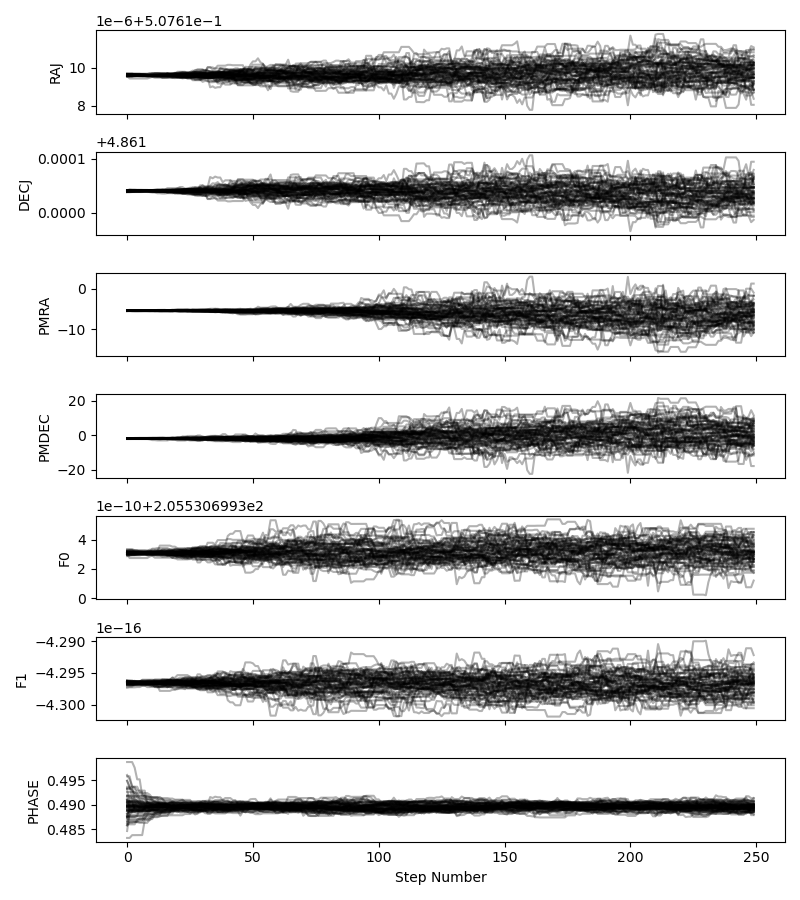 1e−6+5.0761e−1
10
8
RAJ
+4.861
0.0001
0.0000
DECJ
0
−10
PMRA
20
0
−20
PMDEC
1e−10+2.055306993e2
4
2
0
F0
1e−16
−4.290
−4.295
−4.300
F1
0.495
0.490
0.485
PHASE
0 50 100 150 200 250
Step Number